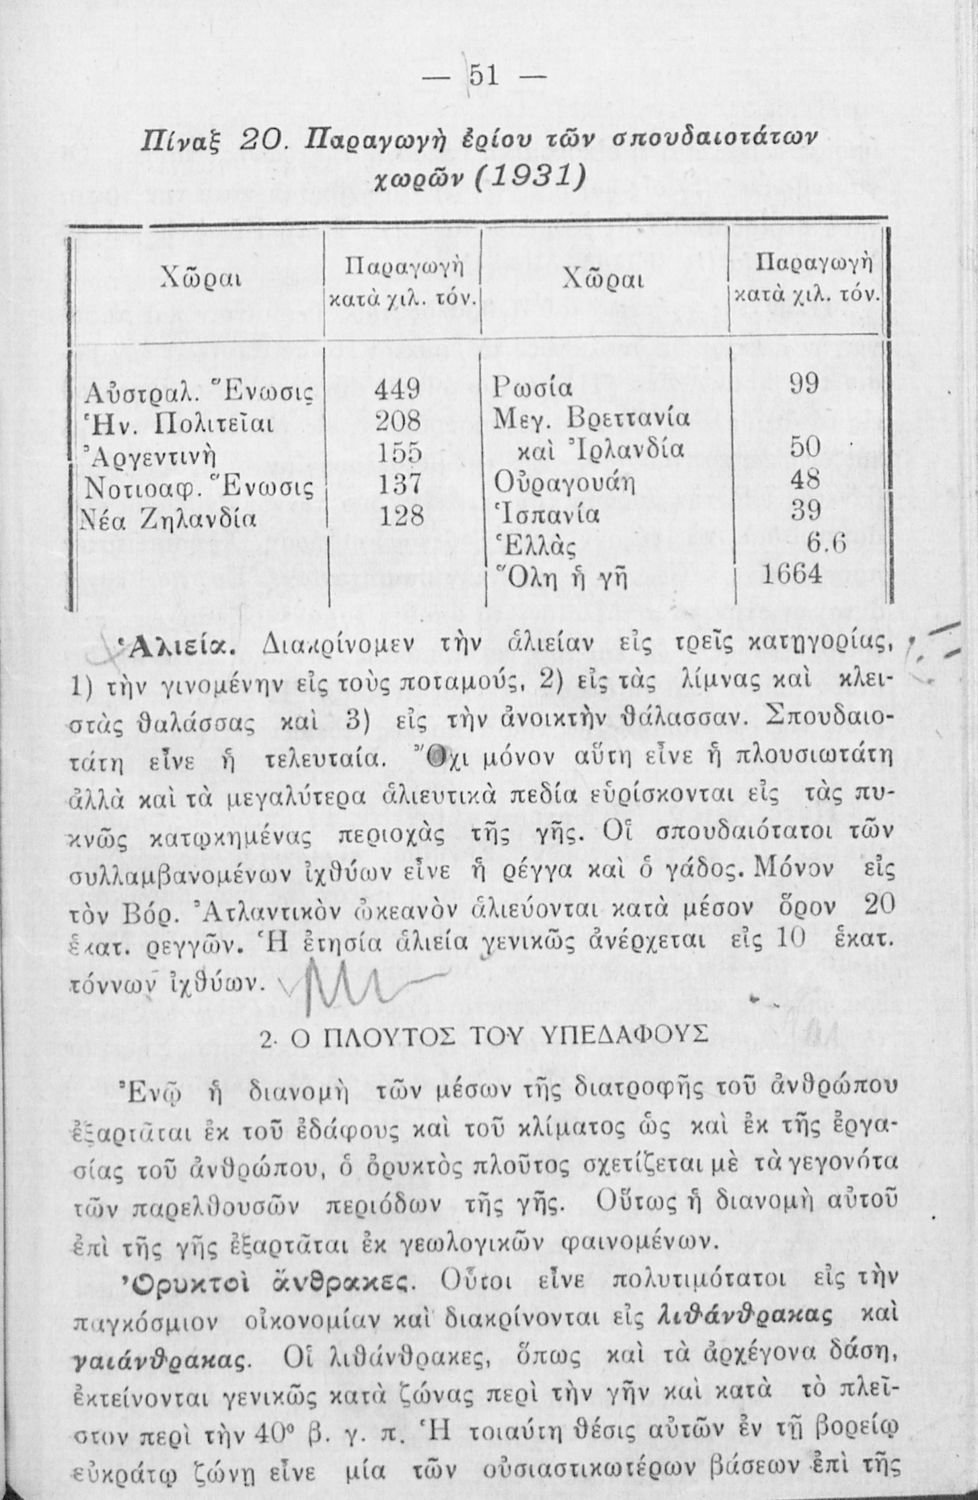 — 51 —
Πίναξ 20. Παραγωγὴ ἐρίου τῶν σπουδαιοτάτων
χωρῶν (1931)
Χῶραι Παραγωγὴ κατὰ χιλ. τόν. Χῶραι Παραγωγὴ κατὰ χιλ. τόν.
Αὐστραλ. Ἕνωσις 449 Ρωσία 99
Ἡν. Πολιτεῖαι 208 Μεγ. Βρεττανία
Ἀργεντινὴ 155 καὶ Ἰρλανδία 50
Νοτιοαφ. Ἕνωσις 137 Οὐραγουάη 48
Νέα Ζηλανδία 128 Ἱσπανία 39
Ἑλλὰς 6.6
Ὅλη ἡ γῆ 1664
Ἁλιεία. Διακρίνομεν τὴν ἁλιείαν εἰς τρεῖς κατηγορίας,
1) τὴν γινομένην εἰς τοὺς ποταμούς, 2) εἰς τὰς λίμνας καὶ κλει-
στὰς θαλάσσας καὶ 3) εἰς τὴν ἀνοικτὴν θάλασσαν. Σπουδαιο-
τάτη εἶνε ἡ τελευταία. Ὄχι μόνον αὕτη εἶνε ἡ πλουσιωτάτη
ἀλλὰ καὶ τὰ μεγαλύτερα ἁλιευτικὰ πεδία εὑρίσκονται εἰς τὰς πυ-
κνῶς κατῳκημένας περιοχὰς τῆς γῆς. Οἱ σπουδαιότατοι τῶν
συλλαμβανομένων ἰχθύων εἶνε ἡ ρέγγα καὶ ὁ γάδος. Μόνον εἰς
τὸν Βόρ. Ἀτλαντικὸν ὠκεανὸν ἁλιεύονται κατὰ μέσον ὅρον 20
ἑκατ. ρεγγῶν. Ἡ ἐτησία ἁλιεία γενικῶς ἀνέρχεται εἰς 10 ἑκατ.
τόννων ἰχθύων.
2. Ο ΠΛΟΥΤΟΣ ΤΟΥ ΥΠΕΔΑΦΟΥΣ
Ἐνῷ ἡ διανομὴ τῶν μέσων τῆς διατροφῆς τοῦ ἀνθρώπου
ἐξαρτᾶται ἐκ τοῦ ἐδάφους καὶ τοῦ κλίματος ὡς καὶ ἐκ τῆς ἐργα-
σίας τοῦ ἀνθρώπου, ὁ ὀρυκτὸς πλοῦτος σχετίζεται μὲ τὰ γεγονότα
τῶν παρελθουσῶν περιόδων τῆς γῆς. Οὕτως ἡ διανομὴ αὐτοῦ
ἐπὶ τῆς γῆς ἐξαρτᾶται ἐκ γεωλογικῶν φαινομένων.
Ὀρυκτοὶ ἄνθρακες. Οὗτοι εἶνε πολυτιμότατοι εἰς τὴν
παγκόσμιον οἰκονομίαν καὶ διακρίνονται εἰς λιθάνθρακας καὶ
γαιάνθρακας. Οἱ λιθάνθρακες, ὅπως καὶ τὰ ἀρχέγονα δάση,
ἐκτείνονται γενικῶς κατὰ ζώνας περὶ τὴν γῆν καὶ κατὰ τὸ πλεῖ-
στον περὶ τὴν 40° β. γ. π. Ἡ τοιαύτη θέσις αὐτῶν ἐν τῇ βορείῳ
εὐκράτῳ ζώνῃ εἶνε μία τῶν οὐσιαστικωτέρων βάσεων ἐπὶ τῆς